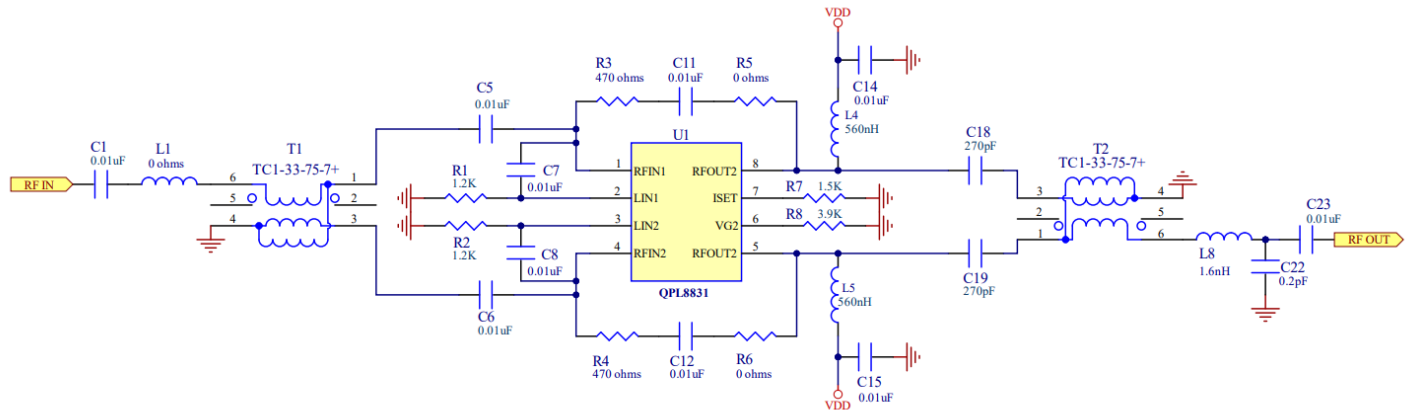 VDD
R3
470 ohms
C11
0.01uF
R5
0 ohms
C14
0.01uF
C5
0.01uF
L4
560nH
U1
C18
270pF
C1
0.01uF
L1
0 ohms
T1
TC1-33-75-7+
T2
TC1-33-75-7+
RF IN
6
1
5
2
4
3
R1
1.2K
C7
0.01uF
R2
1.2K
C8
0.01uF
1
RFIN1
RFOUT2
8
2
LIN1
ISET
7
3
LIN2
VG2
6
4
RFIN2
RFOUT2
5
QPL8831
R7
1.5K
R8
3.9K
3
4
2
5
1
6
C23
0.01uF
RF OUT
L8
1.6nH
C22
0.2pF
C19
270pF
L5
560nH
C6
0.01uF
R4
470 ohms
C12
0.01uF
R6
0 ohms
C15
0.01uF
VDD